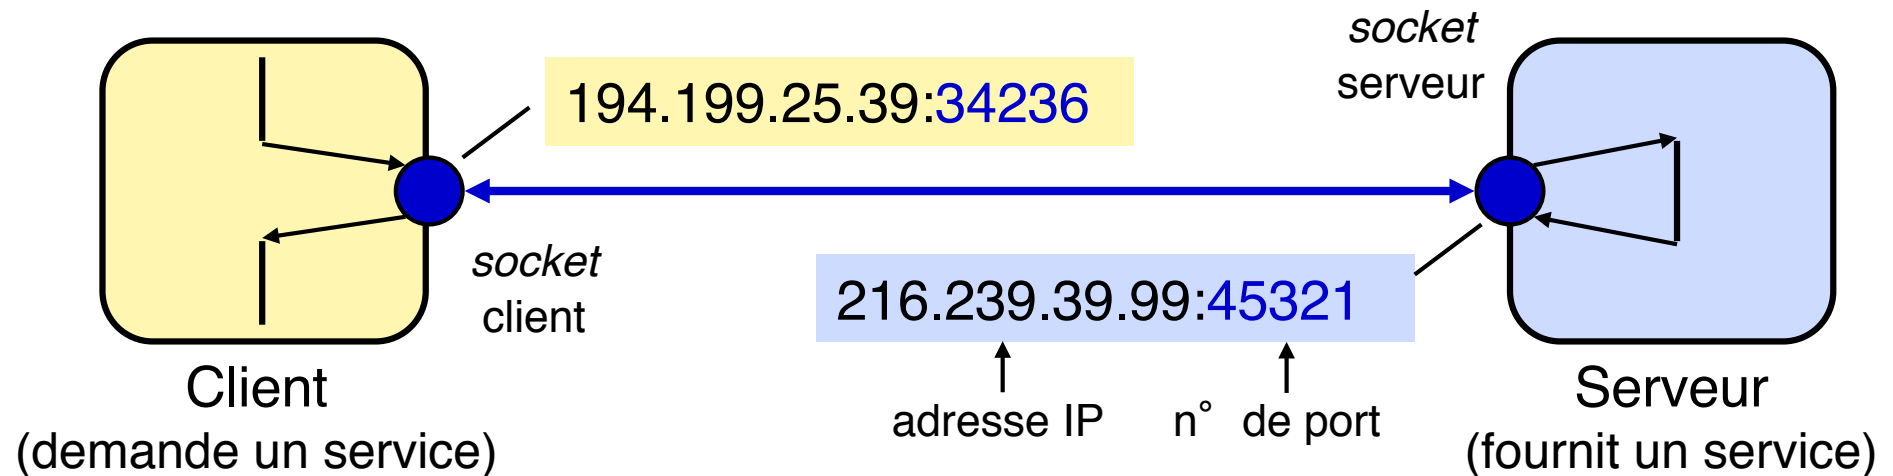 socket
serveur
194.199.25.39:34236
socket
client
216.239.39.99:45321
adresse IP
n° de port
Client
(demande un service)
Serveur
(fournit un service)